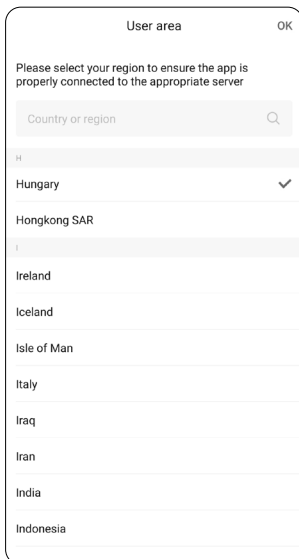 User area
OK
Please select your region to ensure the app is
properly connected to the appropriate server
Country or region
H
Hungary
Hongkong SAR
I
Ireland
Iceland
Isle of Man
Italy
Iraq
Iran
India
Indonesia